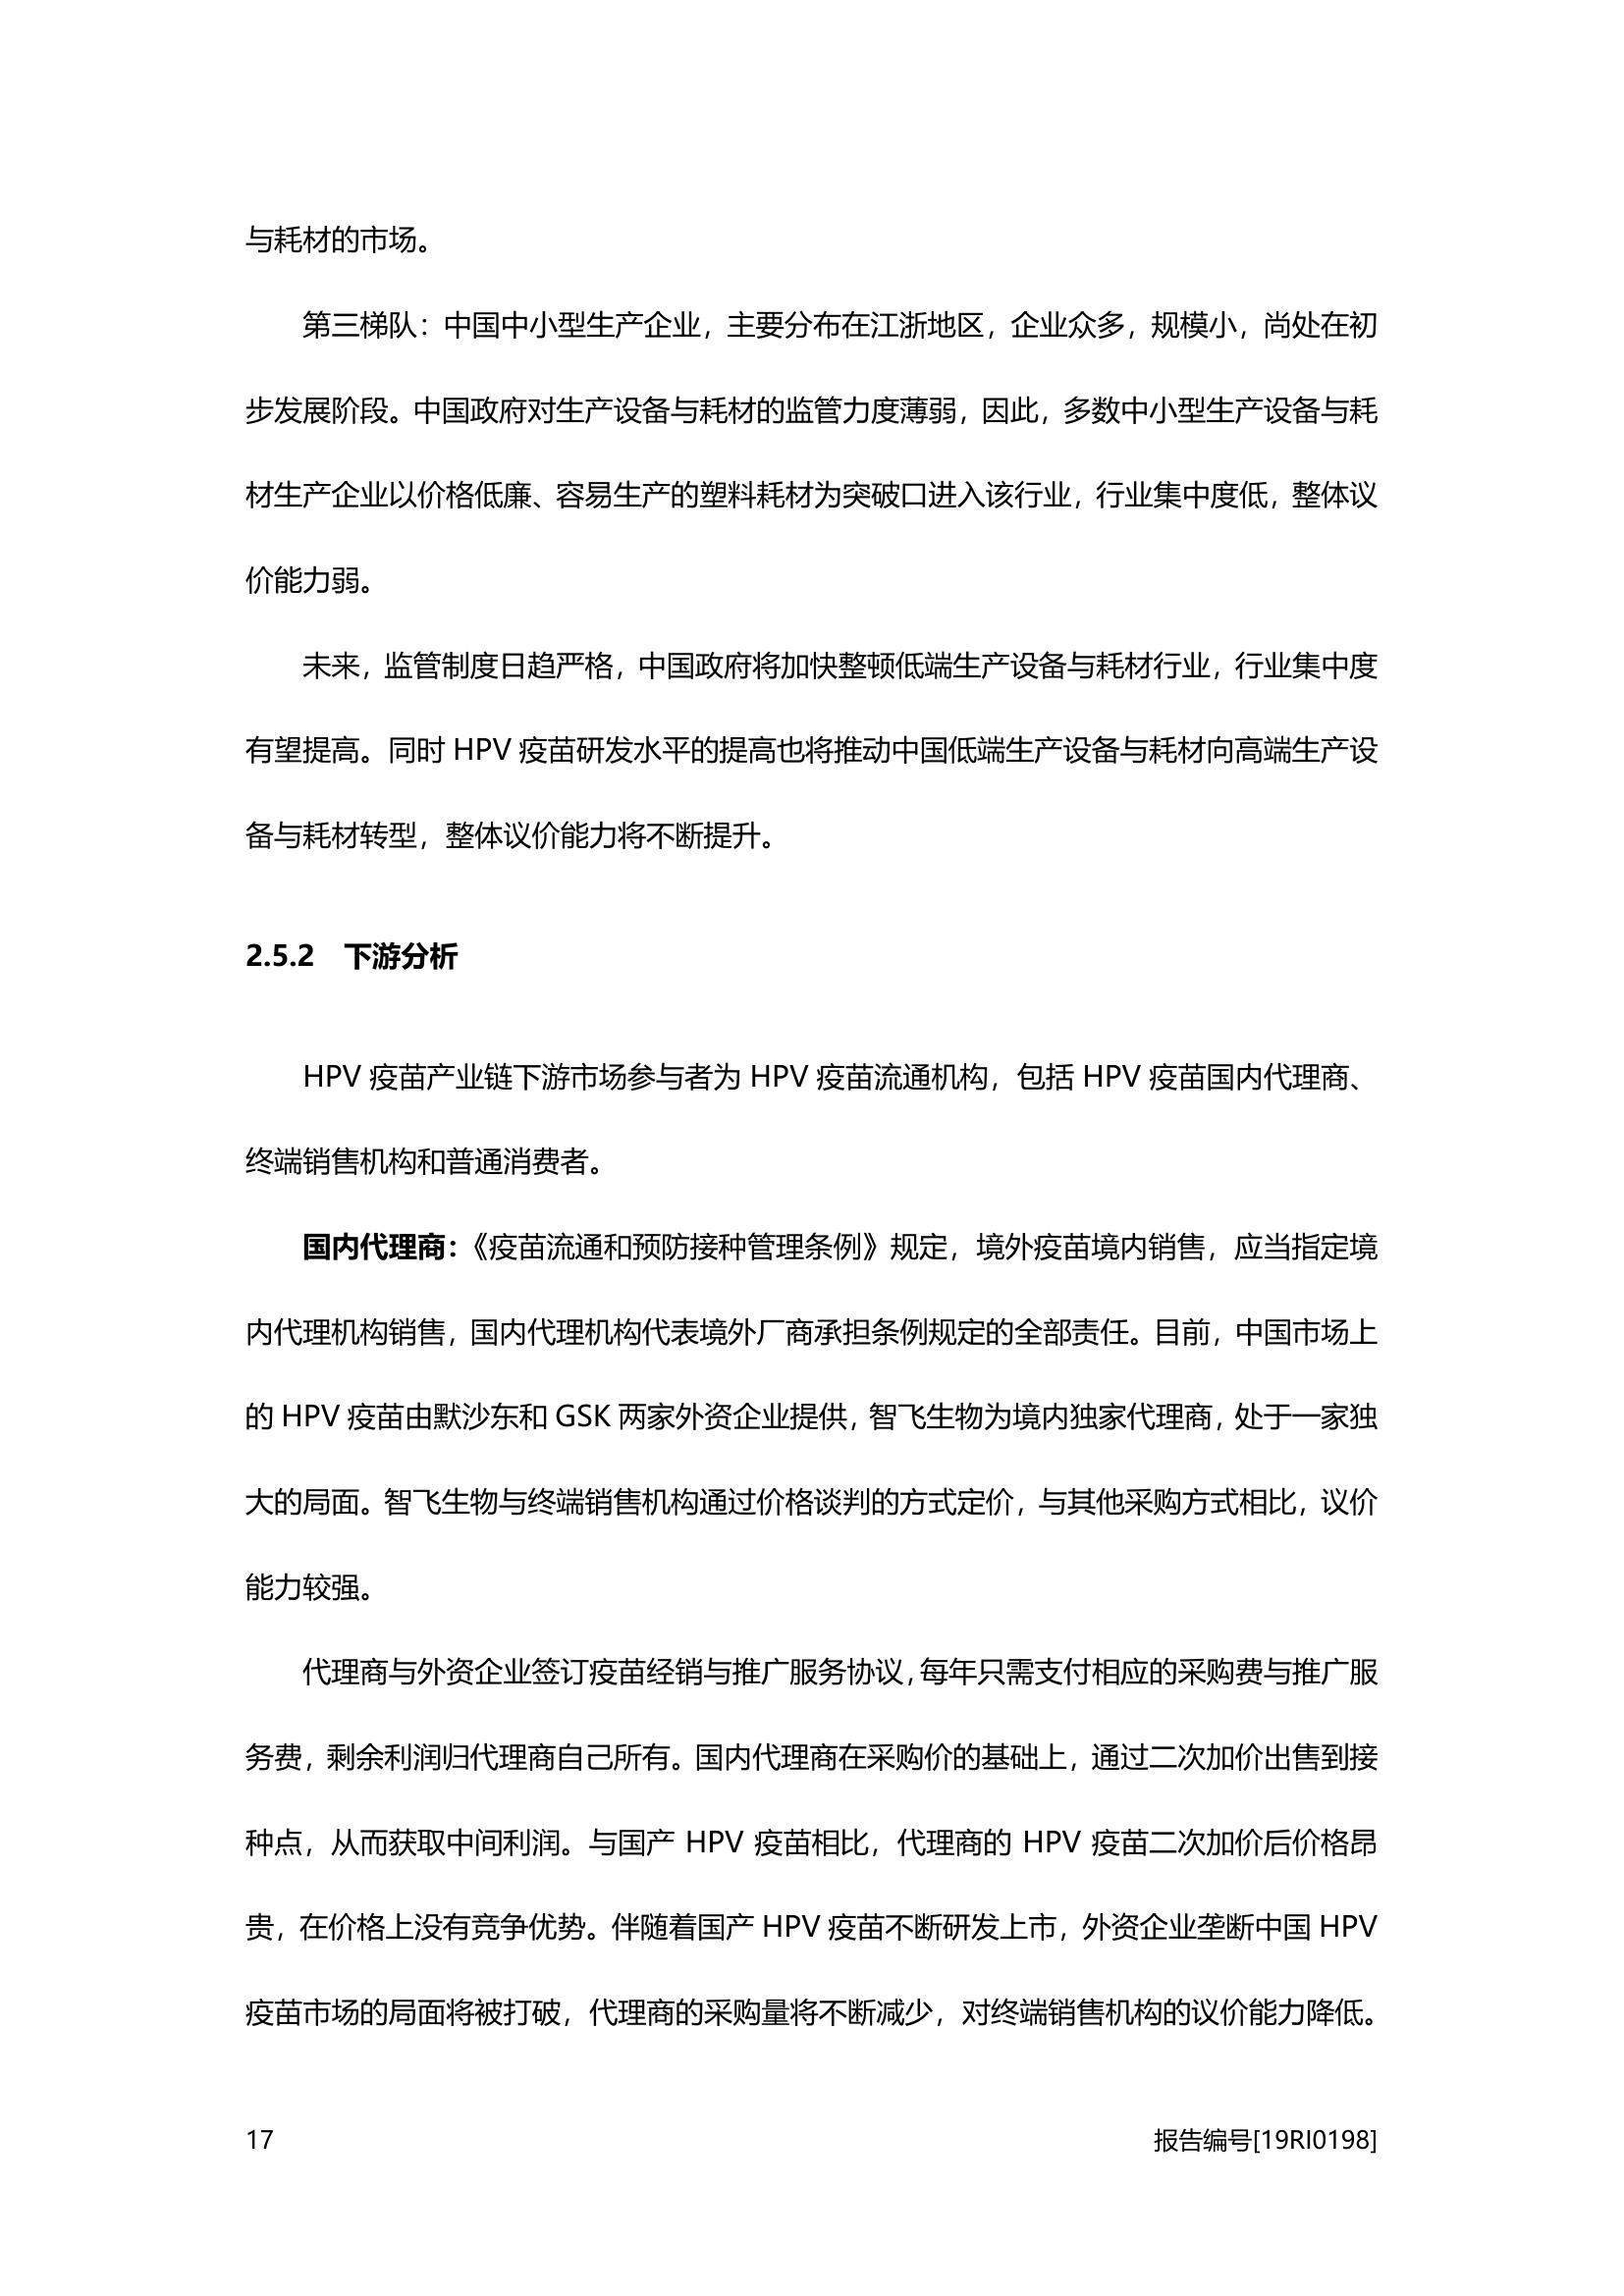 与耗材的市场。
第三梯队：中国中小型生产企业，主要分布在江浙地区，企业众多，规模小，尚处在初
步发展阶段。中国政府对生产设备与耗材的监管力度薄弱，因此，多数中小型生产设备与耗
材生产企业以价格低廉、容易生产的塑料耗材为突破口进入该行业，行业集中度低，整体议
价能力弱。
未来，监管制度日趋严格，中国政府将加快整顿低端生产设备与耗材行业，行业集中度
有望提高。同时 HPV 疫苗研发水平的提高也将推动中国低端生产设备与耗材向高端生产设
备与耗材转型，整体议价能力将不断提升。
2.5.2 下游分析
HPV 疫苗产业链下游市场参与者为 HPV 疫苗流通机构，包括 HPV 疫苗国内代理商、
终端销售机构和普通消费者。
国内代理商：《疫苗流通和预防接种管理条例》规定，境外疫苗境内销售，应当指定境
内代理机构销售，国内代理机构代表境外厂商承担条例规定的全部责任。目前，中国市场上
的 HPV 疫苗由默沙东和 GSK 两家外资企业提供，智飞生物为境内独家代理商，处于一家独
大的局面。智飞生物与终端销售机构通过价格谈判的方式定价，与其他采购方式相比，议价
能力较强。
代理商与外资企业签订疫苗经销与推广服务协议，每年只需支付相应的采购费与推广服
务费，剩余利润归代理商自己所有。国内代理商在采购价的基础上，通过二次加价出售到接
种点，从而获取中间利润。与国产 HPV 疫苗相比，代理商的 HPV 疫苗二次加价后价格昂
贵，在价格上没有竞争优势。伴随着国产 HPV 疫苗不断研发上市，外资企业垄断中国 HPV
疫苗市场的局面将被打破，代理商的采购量将不断减少，对终端销售机构的议价能力降低。
17 报告编号[19RI0198]